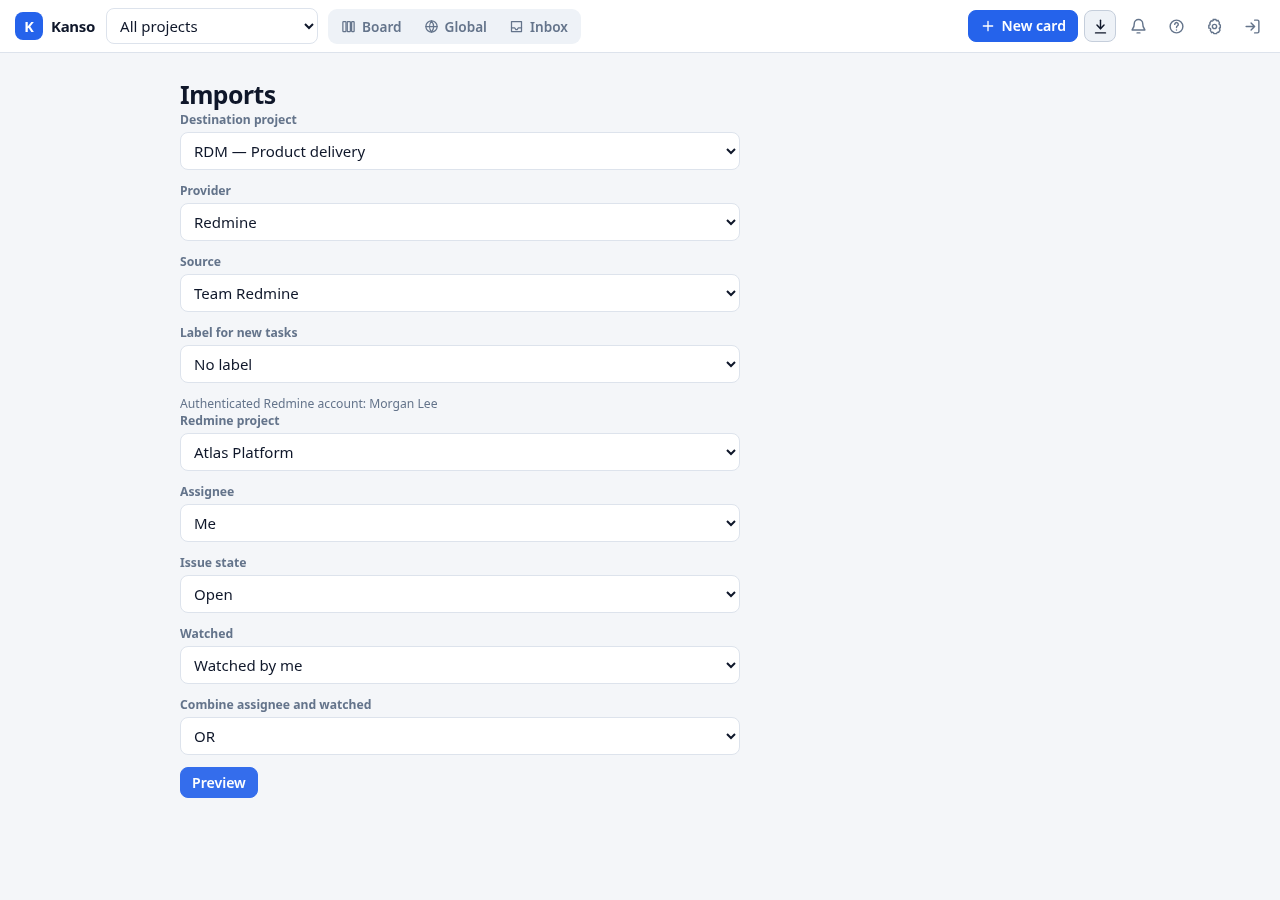 K Kanso All projects Board Global Inbox New card
Imports
Destination project
RDM — Product delivery
Provider
Redmine
Source
Team Redmine
Label for new tasks
No label
Authenticated Redmine account: Morgan Lee
Redmine project
Atlas Platform
Assignee
Me
Issue state
Open
Watched
Watched by me
Combine assignee and watched
OR
Preview